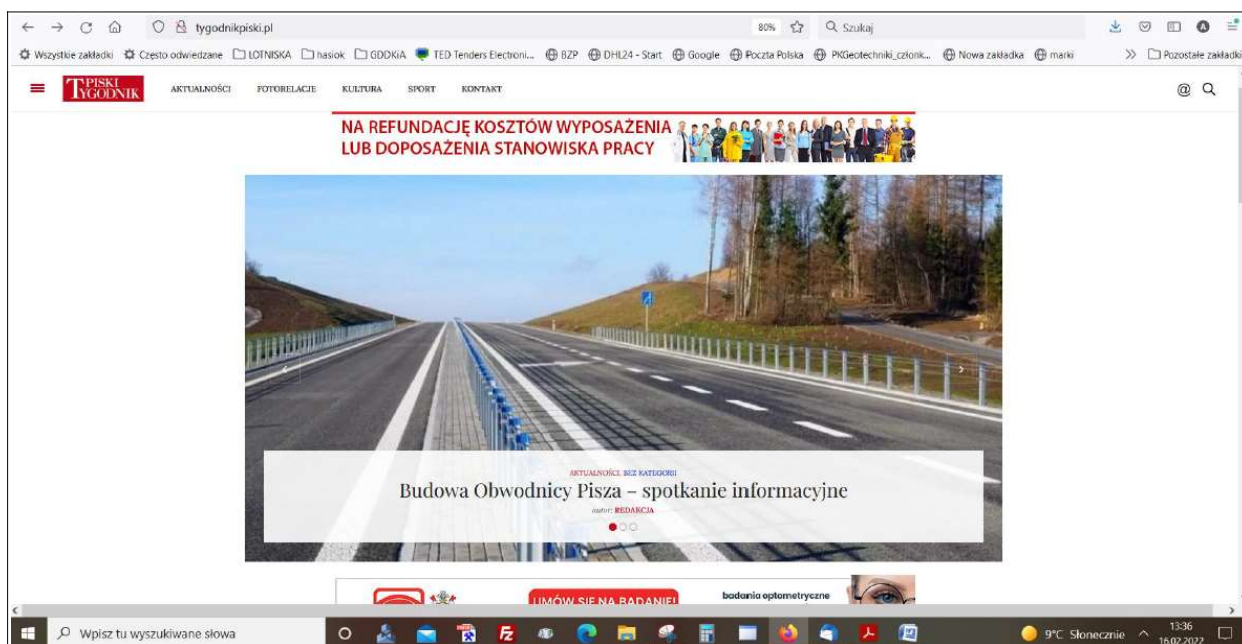 tygodnikpiski.pl
80%
Szukaj
Wszystkie zakładki
Często odwiedzane
LOTNISKA
hasiok
GDDKiA
TED Tenders Electroni...
BZP
DHL24 - Start
Google
Poczta Polska
PKGeotechniki_członk...
Nowa zakładka
marki
Pozostałe zakładki
PISKI
TYGODNIK
AKTUALNOŚCI
FOTORELACJE
KULTURA
SPORT
KONTAKT
NA REFUNDACJĘ KOSZTÓW WYPOSAŻENIA
LUB DOPOSAŻENIA STANOWISKA PRACY
AKTUALNOŚCI, BEZ KATEGORII
Budowa Obwodnicy Pisza – spotkanie informacyjne
autor: REDAKCJA
UMÓW SIĘ NA BADANIE!
badania optometryczne
Wpisz tu wyszukiwane słowa
9°C Słonecznie
13:36
16.02.2022